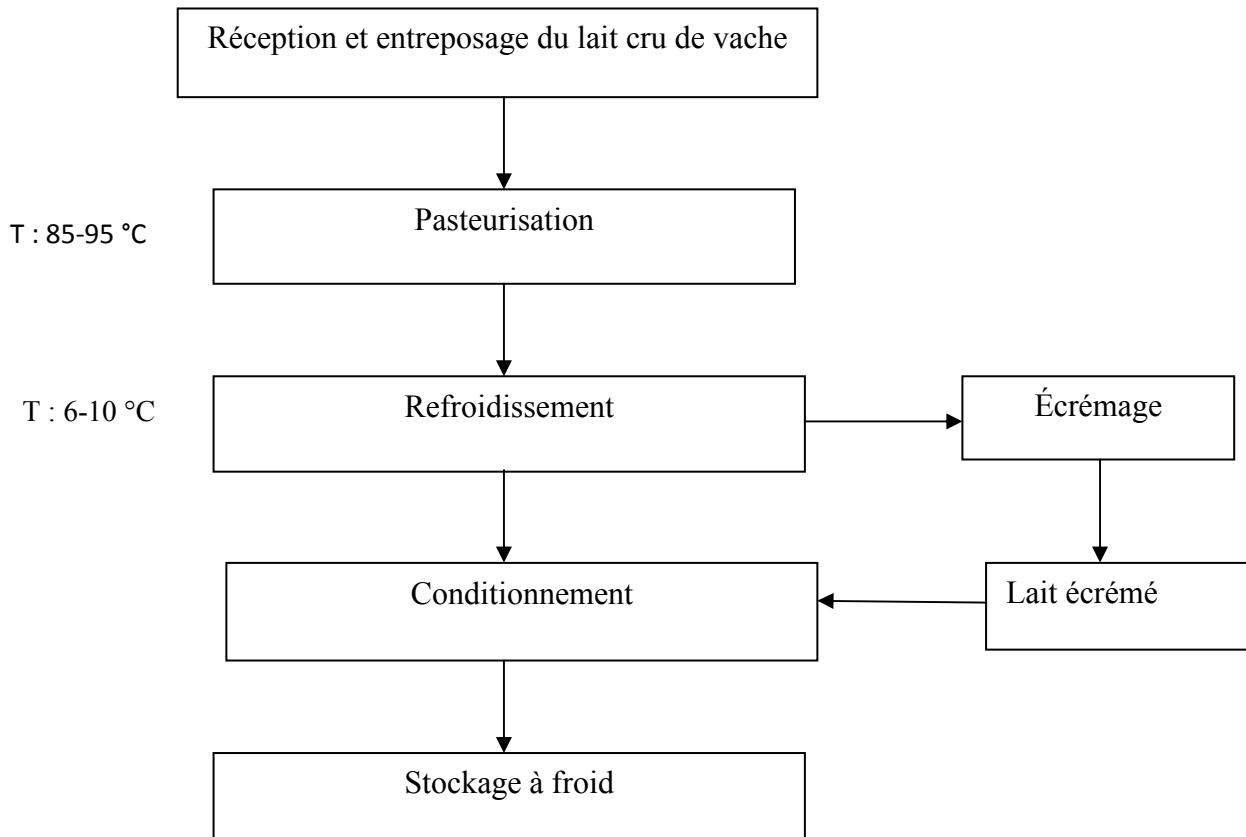 Réception et entreposage du lait cru de vache
Pasteurisation
T : 85-95 °C
Refroidissement
Écrémage
T : 6-10 °C
Conditionnement
Lait écrémé
Stockage à froid